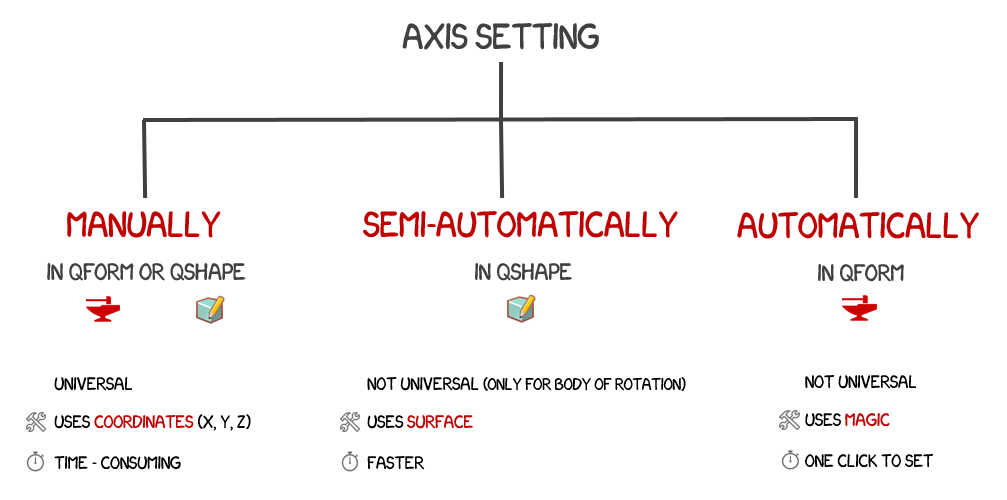 AXIS SETTING
MANUALLY
IN QFORM OR QSHAPE
UNIVERSAL
USES COORDINATES (X, Y, Z)
TIME - CONSUMING
SEMI-AUTOMATICALLY
IN QSHAPE
NOT UNIVERSAL (ONLY FOR BODY OF ROTATION)
USES SURFACE
FASTER
AUTOMATICALLY
IN QFORM
NOT UNIVERSAL
USES MAGIC
ONE CLICK TO SET